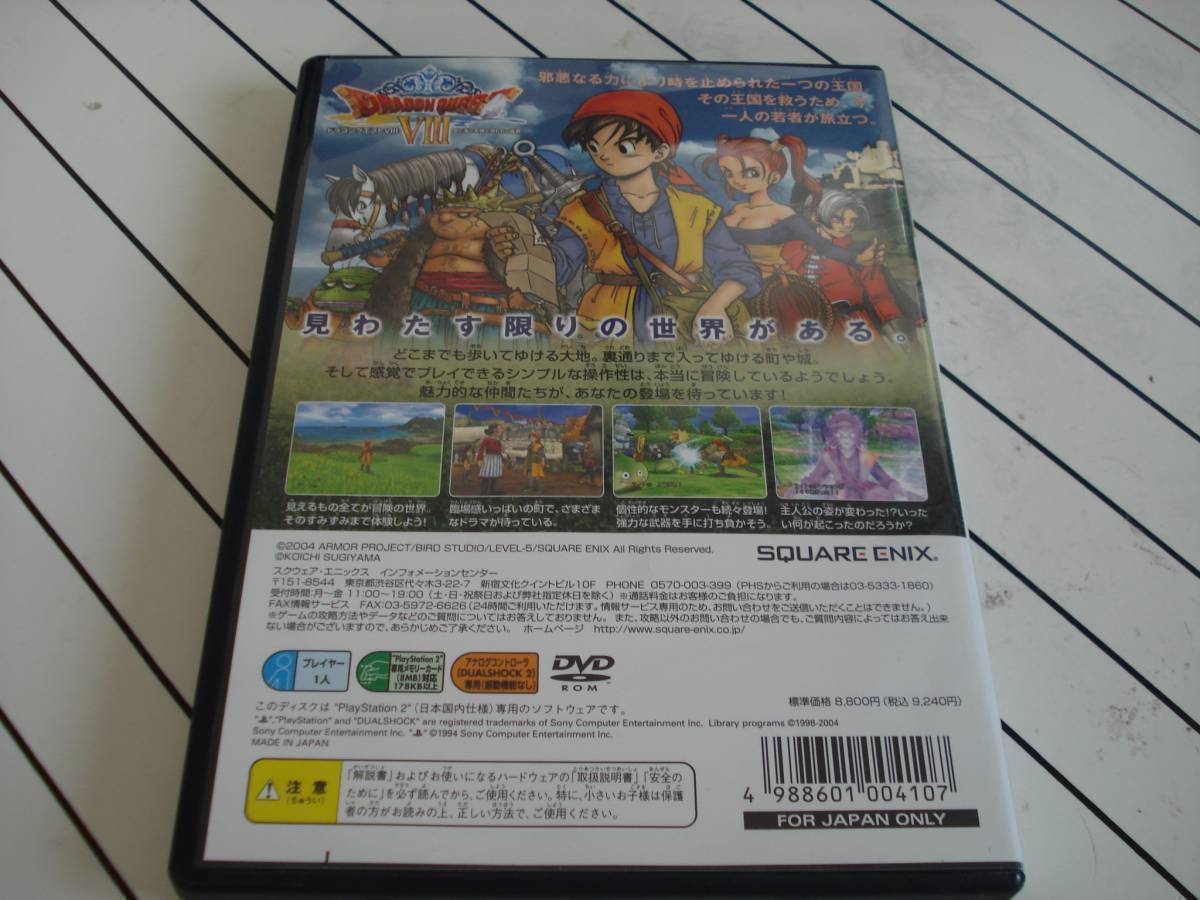 邪悪なる力により時を止められた一つの王国
その王国を救うため 今
一人の若者が旅立つ。
DRAGON QUEST
ドラゴンクエストVIII
VIII
見わたす限りの世界がある。
どこまでも歩いてゆける大地。裏通りまで入ってゆける町や城。
そして感覚でプレイできるシンプルな操作性は、本当に冒険しているようでしょう。
魅力的な仲間たちが、あなたの登場を待っています!
見えるもの全てが冒険の世界。
そのすみずみまで体験しよう!
臨場感いっぱいの町で、さまざま
なドラマが待っている。
個性的なモンスターも続々登場!
強力な武器を手に打ち負かそう。
主人公の姿が変わった!?いった
い何が起こったのだろうか?
©2004 ARMOR PROJECT/BIRD STUDIO/LEVEL-5/SQUARE ENIX All Rights Reserved.
©KOICHI SUGIYAMA
SQUARE ENIX.
スクウェア・エニックス インフォメーションセンター
〒151-8544 東京都渋谷区代々木3-22-7 新宿文化クイントビル10F PHONE 0570-003-399 (PHSからご利用の場合は03-5333-1860)
受付時間:月〜金 11:00〜19:00 (土・日・祝祭日および弊社指定休日を除く) ※通話料金はお客様のご負担になります。
FAX情報サービス FAX:03-5972-6626 (24時間ご利用いただけます。情報サービス専用のため、お問い合わせをご送信いただくことはできません。)
※ゲームの攻略方法やデータなどのご質問についてはお答えしておりません。また、攻略以外のお問い合わせの場合でも、ご質問内容によってはお答え出来
ない場合がございますので、あらかじめご了承ください。 ホームページ http://www.square-enix.co.jp/
プレイヤー
1人
"PlayStation 2"
専用メモリーカード
(8MB)対応
178KB以上
アナログコントローラ
(DUALSHOCK 2)
専用(振動機能なし)
DVD
ROM
標準価格 8,800円(税込 9,240円)
このディスクは "PlayStation 2" (日本国内仕様) 専用のソフトウェアです。
","PlayStation" and "DUALSHOCK" are registered trademarks of Sony Computer Entertainment Inc. Library programs ©1998-2004
Sony Computer Entertainment Inc. " " ©1994 Sony Computer Entertainment Inc.
MADE IN JAPAN
注意
(ちゅうい)
「解説書」およびお使いになるハードウェアの「取扱説明書」「安全の
ために」を必ず読んでから、ご使用ください。特に、小さいお子様は保護
者の方がお読みの上、正しい方法で、ご使用ください。
4 988601 004107
FOR JAPAN ONLY